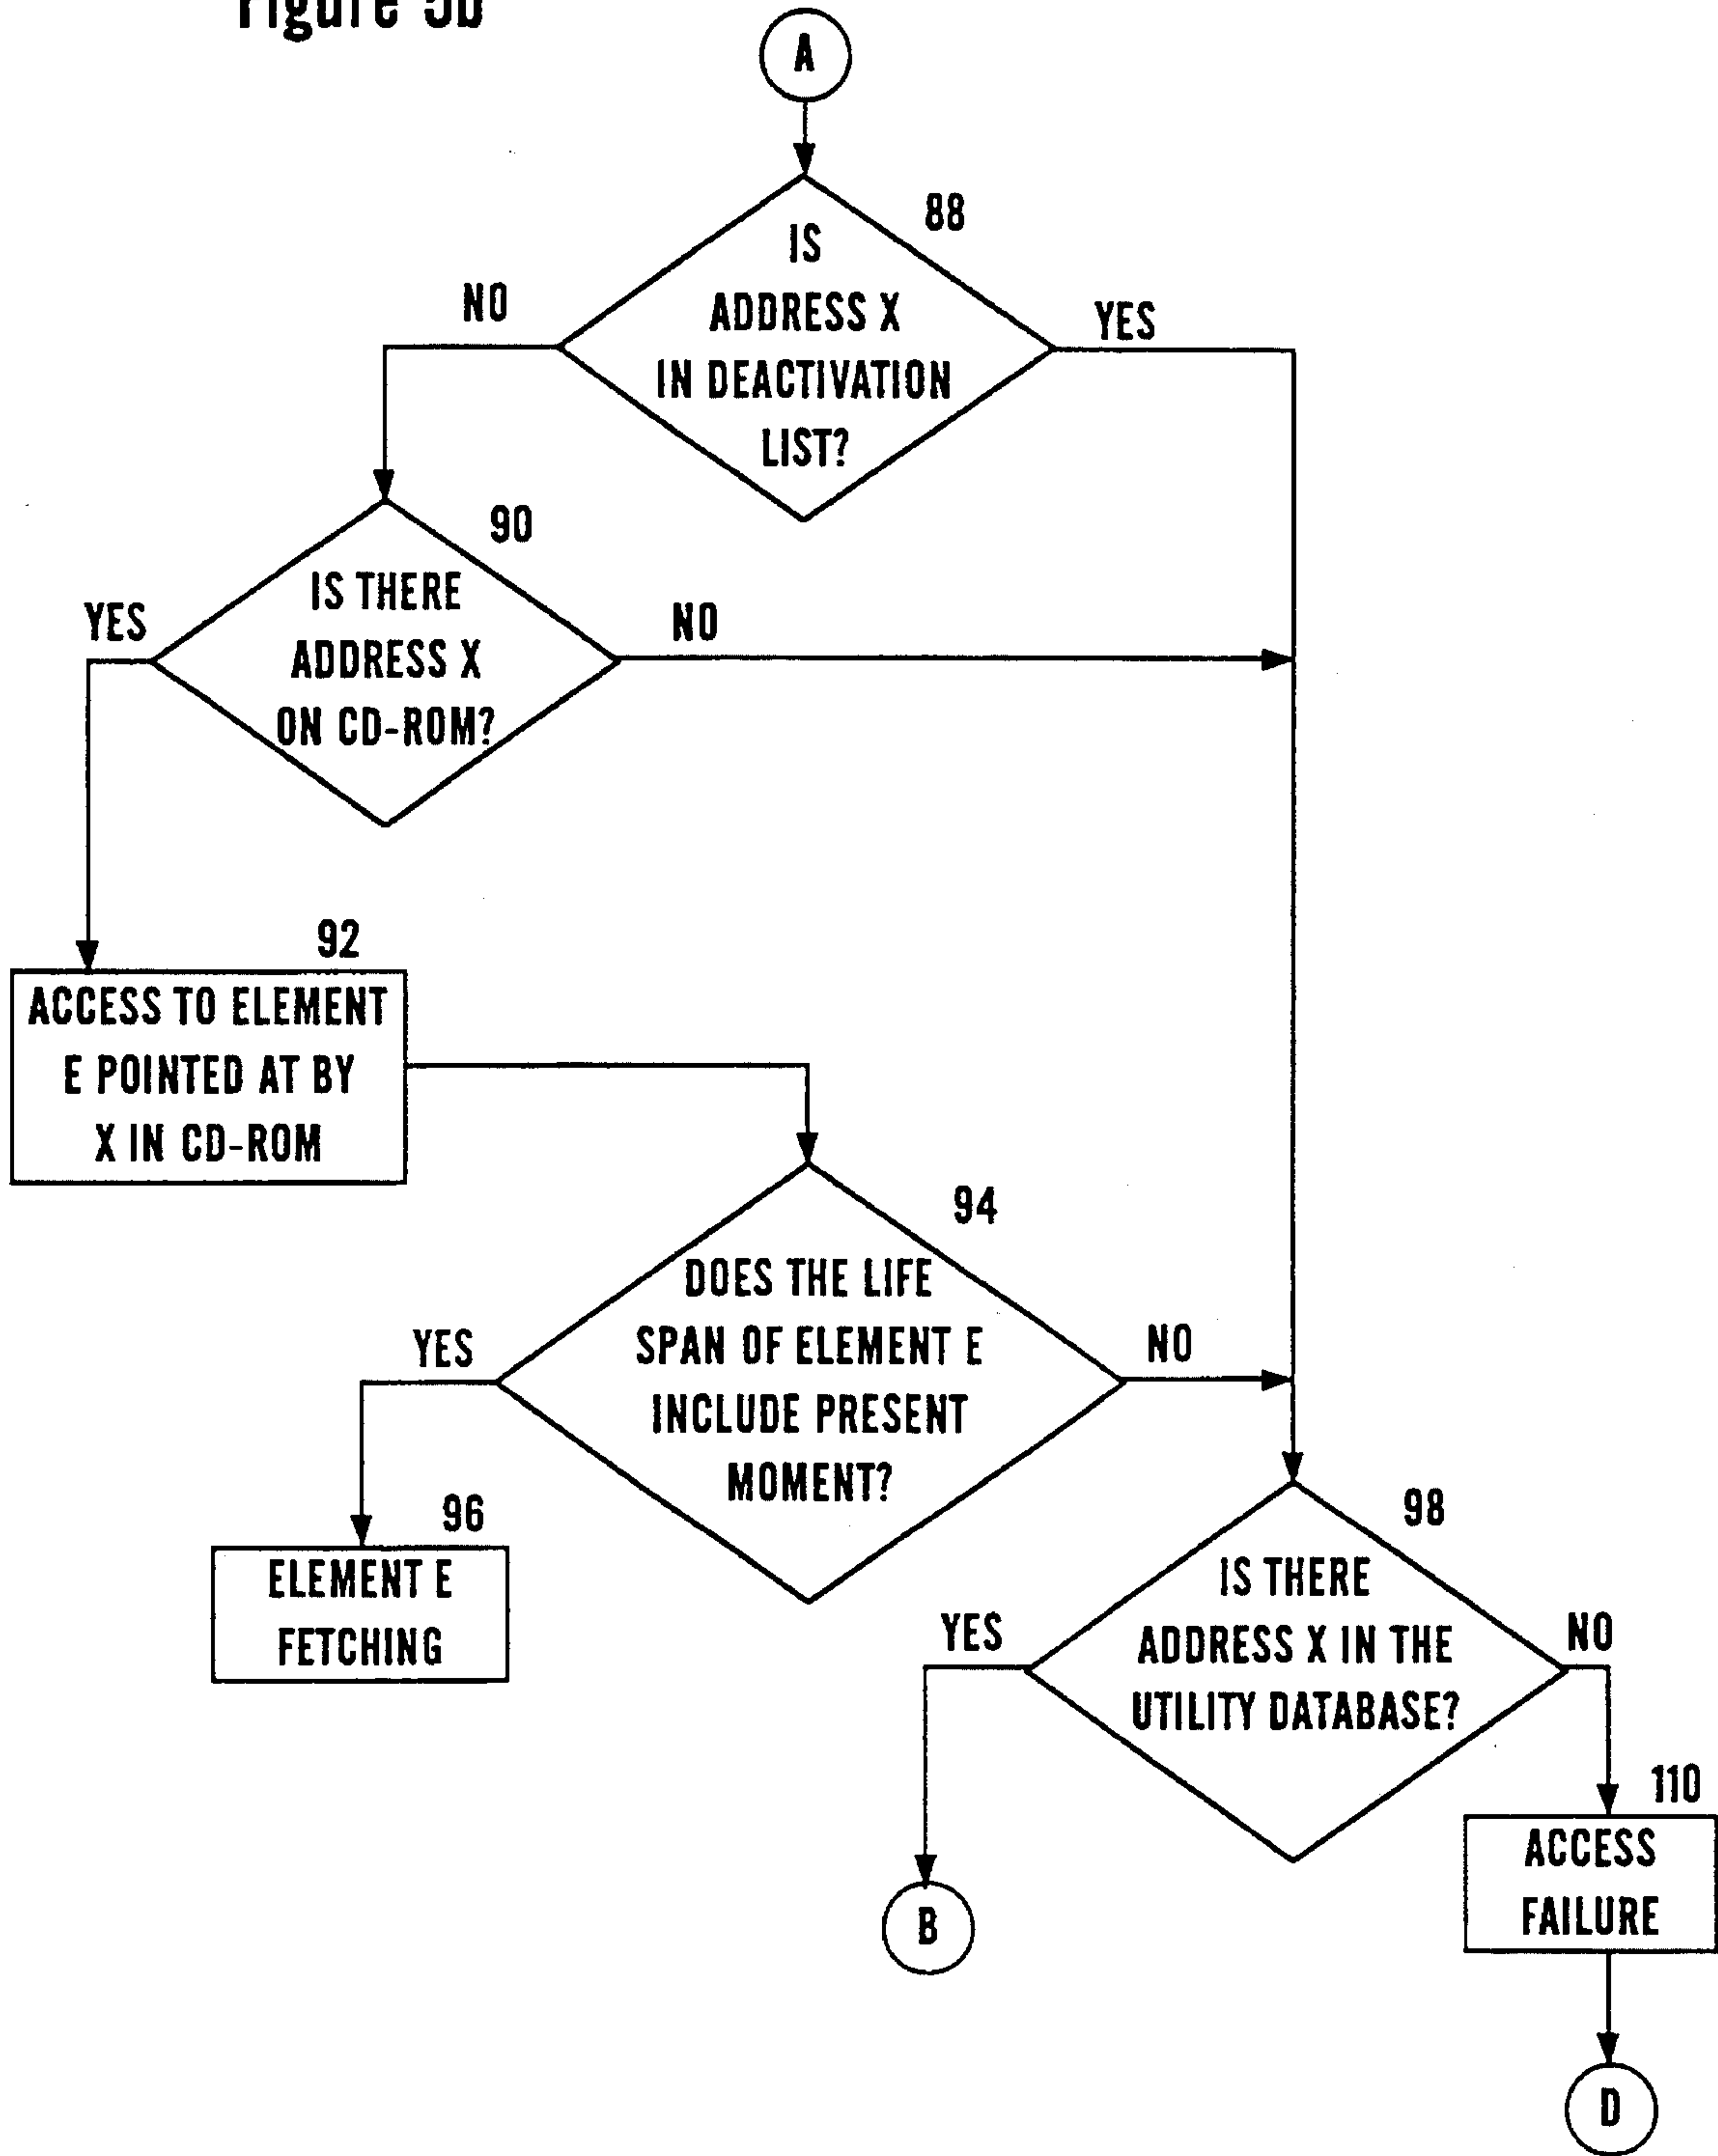 Figure 5b
A
88
IS
ADDRESS X
IN DEACTIVATION
LIST?
NO
YES
90
IS THERE
ADDRESS X
ON CD-ROM?
YES
NO
92
ACCESS TO ELEMENT
E POINTED AT BY
X IN CD-ROM
94
DOES THE LIFE
SPAN OF ELEMENT E
INCLUDE PRESENT
MOMENT?
YES
NO
96
ELEMENT E
FETCHING
98
IS THERE
ADDRESS X IN THE
UTILITY DATABASE?
YES
NO
110
ACCESS
FAILURE
B
D